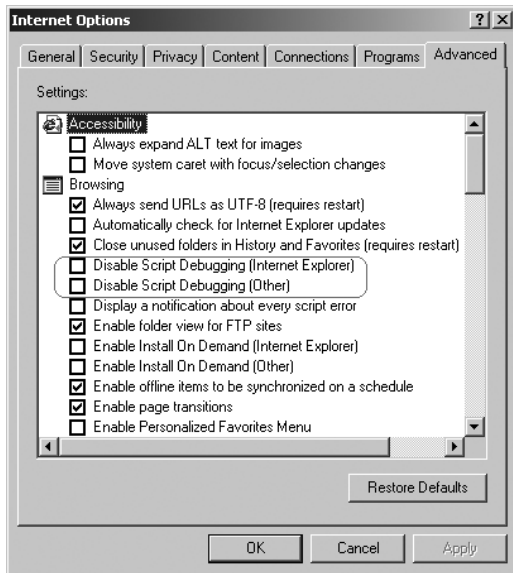 Internet Options
General Security Privacy Content Connections Programs Advanced
Settings:
Accessibility
Always expand ALT text for images
Move system caret with focus/selection changes
Browsing
Always send URLs as UTF-8 (requires restart)
Automatically check for Internet Explorer updates
Close unused folders in History and Favorites (requires restart)
Disable Script Debugging (Internet Explorer)
Disable Script Debugging (Other)
Display a notification about every script error
Enable folder view for FTP sites
Enable Install On Demand (Internet Explorer)
Enable Install On Demand (Other)
Enable offline items to be synchronized on a schedule
Enable page transitions
Enable Personalized Favorites Menu
Restore Defaults
OK Cancel Apply